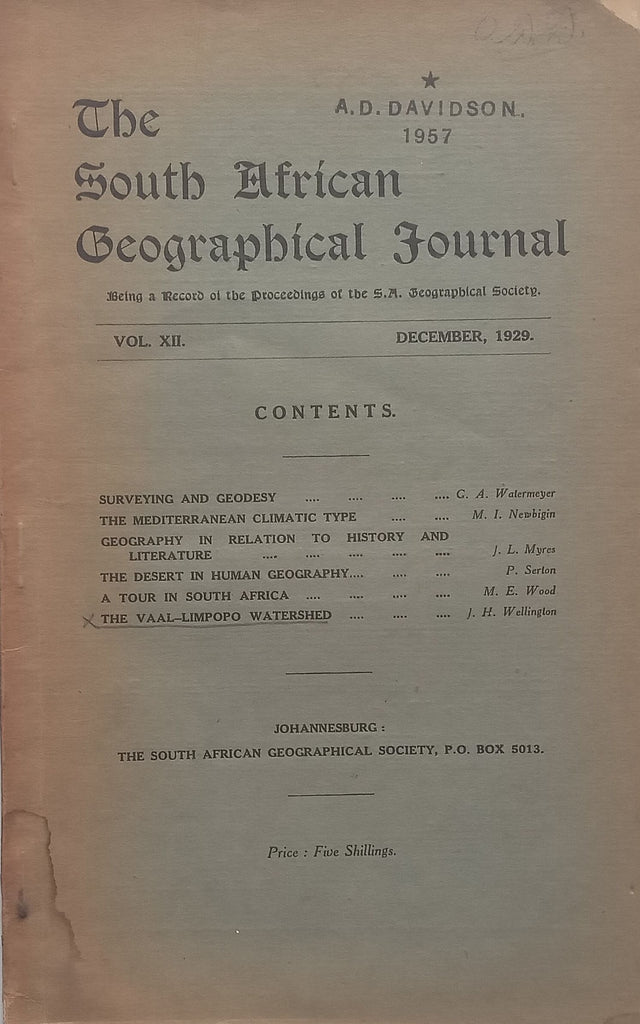 ★
A.D. DAVIDSON.
1957
The
South African
Geographical Journal
Being a Record of the Proceedings of the S.A. Geographical Society.
VOL. XII. DECEMBER, 1929.
CONTENTS.
SURVEYING AND GEODESY .... .... .... .... C. A. Watermeyer
THE MEDITERRANEAN CLIMATIC TYPE .... .... M. I. Newbigin
GEOGRAPHY IN RELATION TO HISTORY AND
LITERATURE .... .... .... .... .... J. L. Myres
THE DESERT IN HUMAN GEOGRAPHY.... .... .... P. Serton
A TOUR IN SOUTH AFRICA .... .... .... .... M. E. Wood
X THE VAAL-LIMPOPO WATERSHED .... .... .... J. H. Wellington
JOHANNESBURG :
THE SOUTH AFRICAN GEOGRAPHICAL SOCIETY, P.O. BOX 5013.
Price : Five Shillings.